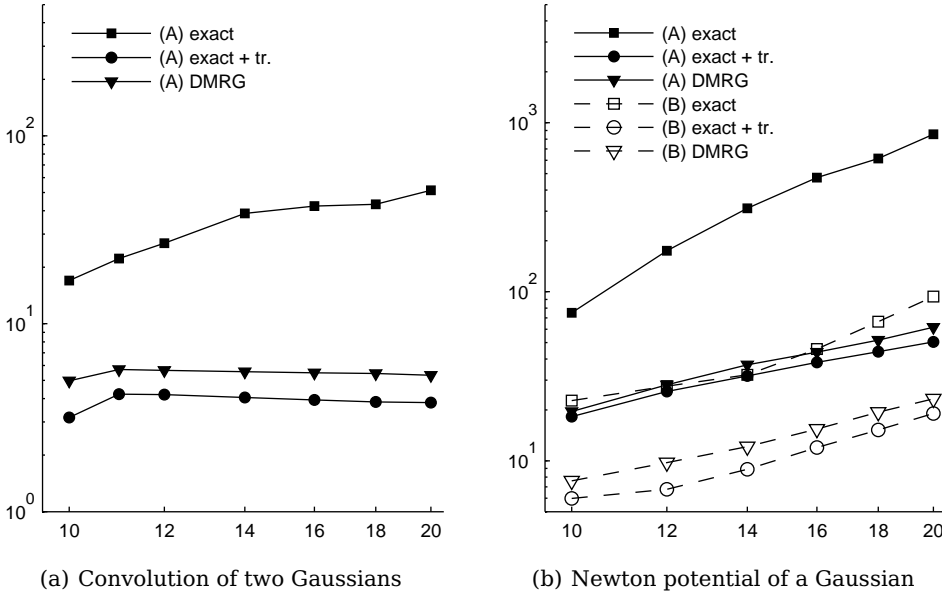 (A) exact
(A) exact + tr.
(A) DMRG
10^2
10^1
10^0
10 12 14 16 18 20
(a) Convolution of two Gaussians
(A) exact
(A) exact + tr.
(A) DMRG
(B) exact
(B) exact + tr.
(B) DMRG
10^3
10^2
10^1
10 12 14 16 18 20
(b) Newton potential of a Gaussian